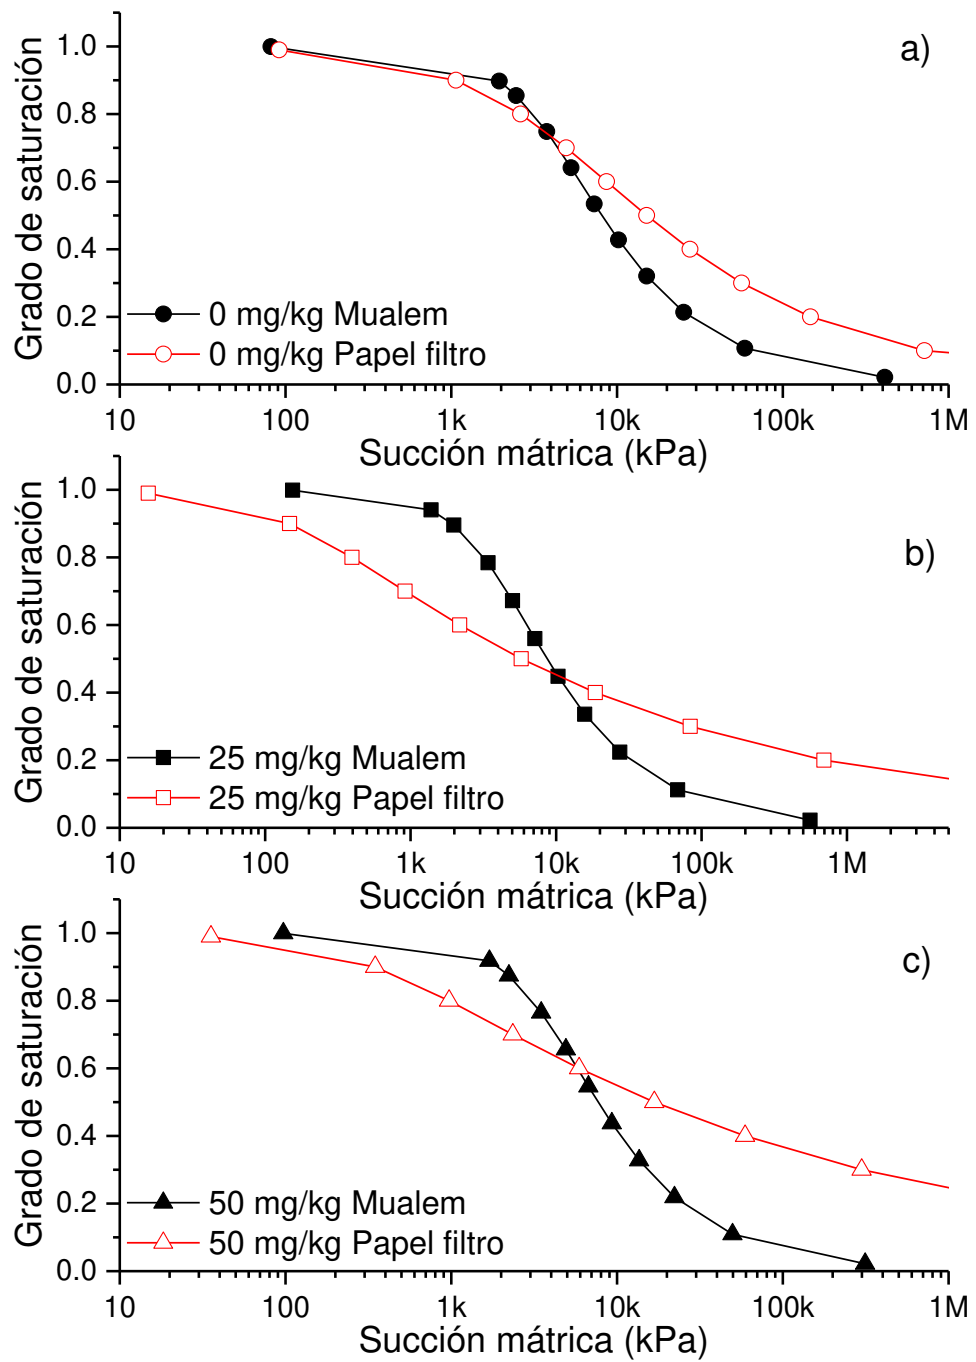 a)
Grado de saturación
1.0
0.8
0.6
0.4
0.2
0.0
0 mg/kg Mualem
0 mg/kg Papel filtro
10 100 1k 10k 100k 1M
Succión mátrica (kPa)
b)
Grado de saturación
1.0
0.8
0.6
0.4
0.2
0.0
25 mg/kg Mualem
25 mg/kg Papel filtro
10 100 1k 10k 100k 1M
Succión mátrica (kPa)
c)
Grado de saturación
1.0
0.8
0.6
0.4
0.2
0.0
50 mg/kg Mualem
50 mg/kg Papel filtro
10 100 1k 10k 100k 1M
Succión mátrica (kPa)